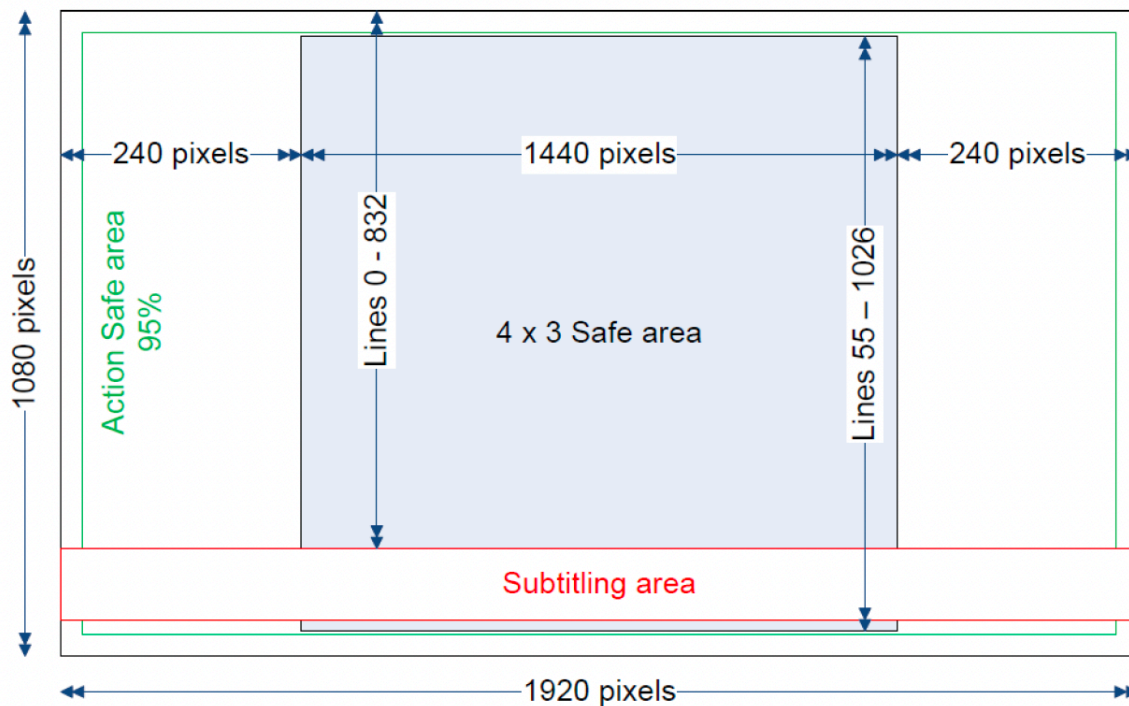 240 pixels
1440 pixels
240 pixels
Lines 0 - 832
Lines 55 – 1026
Action Safe area
95%
1080 pixels
4 x 3 Safe area
Subtitling area
1920 pixels